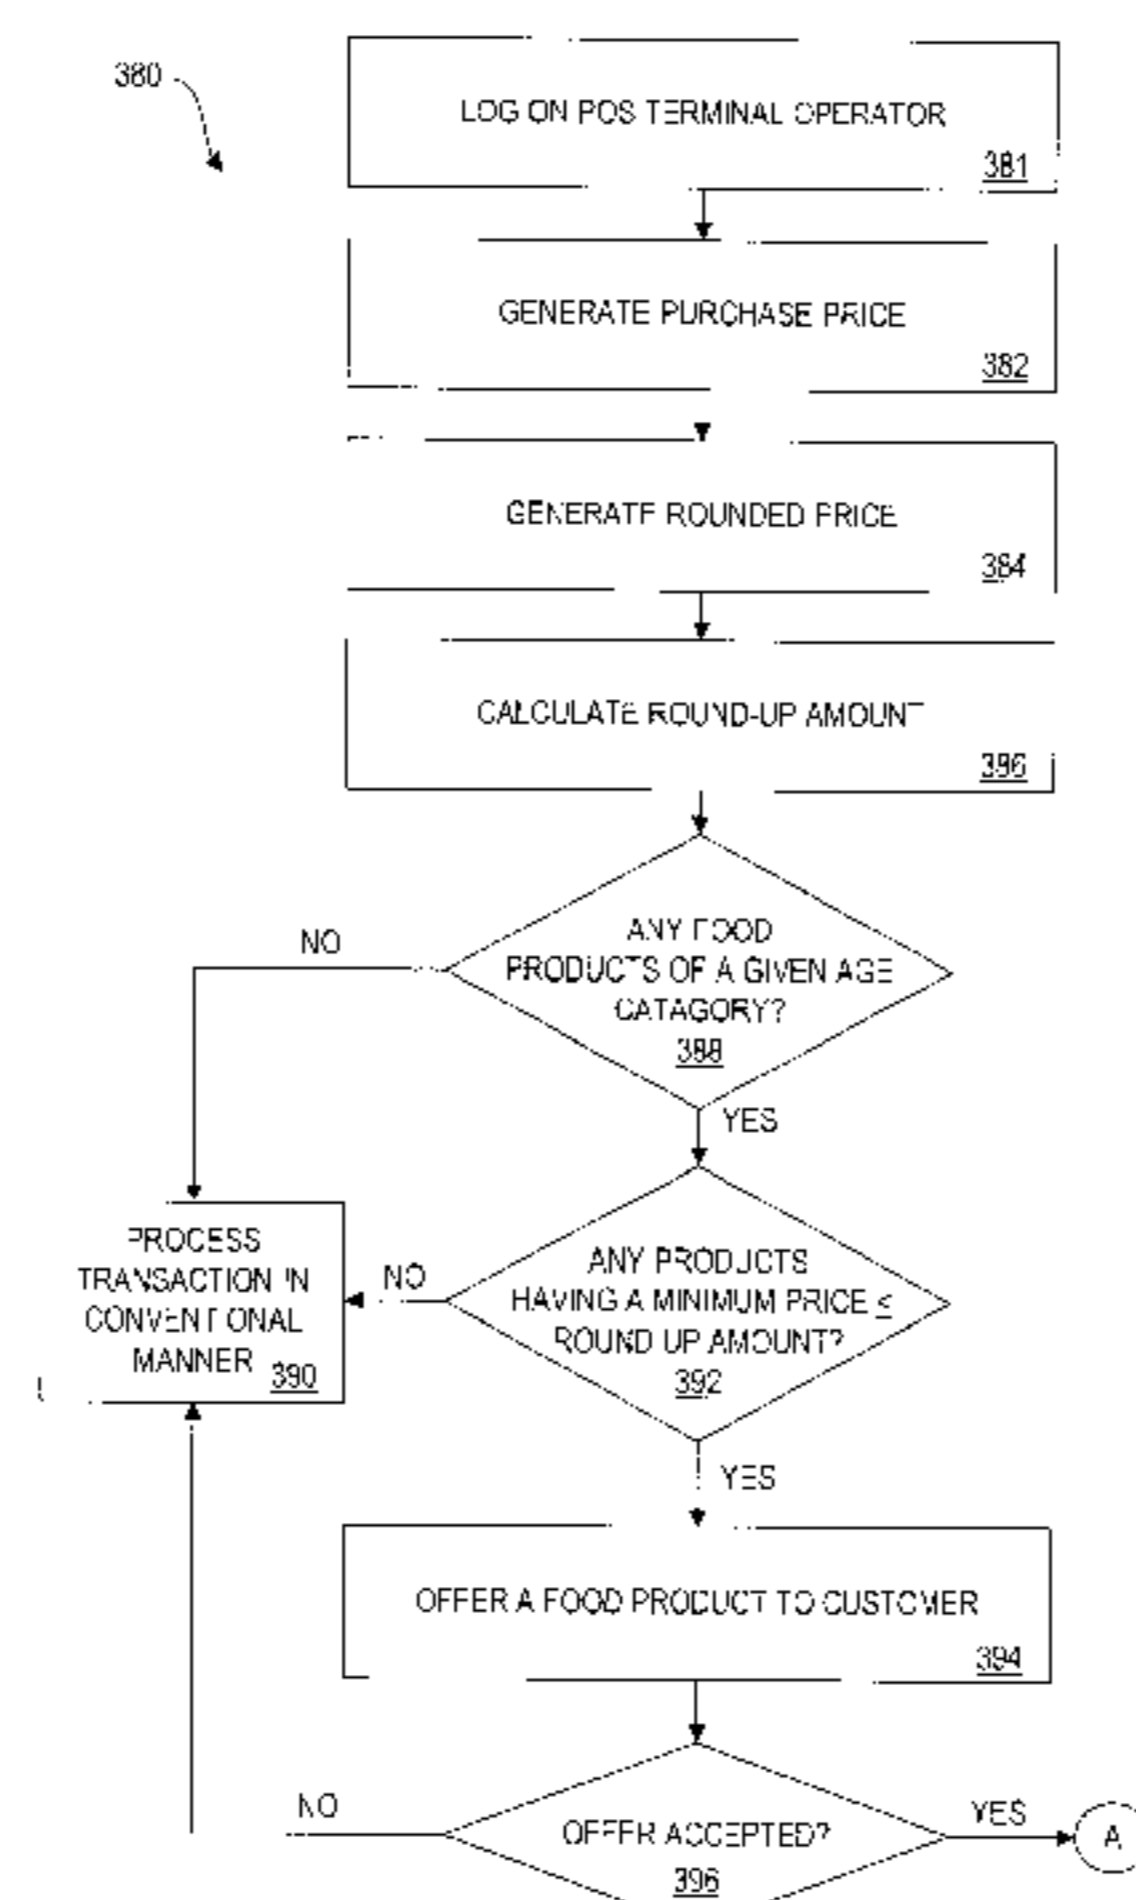 380
LOG ON POS TERMINAL OPERATOR
381
GENERATE PURCHASE PRICE
382
GENERATE ROUNDED PRICE
384
CALCULATE ROUND-UP AMOUNT
386
NO
ANY FOOD
PRODUCTS OF A GIVEN AGE
CATAGORY?
388
YES
PROCESS
TRANSACTION IN
CONVENTIONAL
MANNER
390
NO
ANY PRODUCTS
HAVING A MINIMUM PRICE ≤
ROUND UP AMOUNT?
392
YES
OFFER A FOOD PRODUCT TO CUSTOMER
394
NO
OFFER ACCEPTED?
396
YES
A